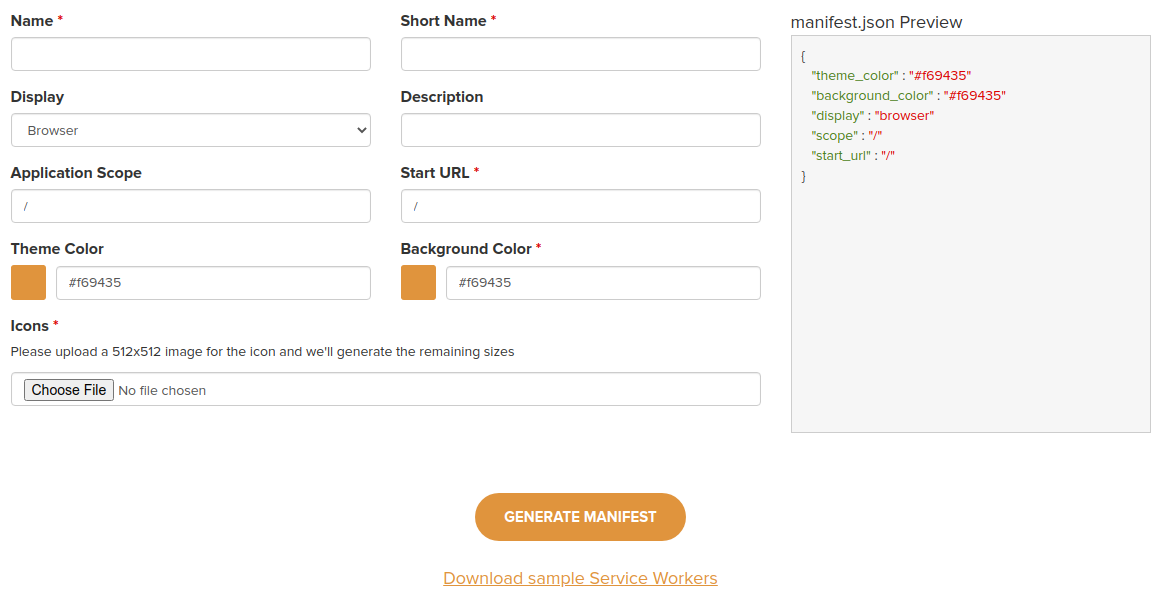 Name *
Short Name *
manifest.json Preview
{
"theme_color" : "#f69435"
"background_color" : "#f69435"
"display" : "browser"
"scope" : "/"
"start_url" : "/"
}
Display
Description
Browser
Application Scope
Start URL *
/
/
Theme Color
Background Color *
#f69435
#f69435
Icons *
Please upload a 512x512 image for the icon and we'll generate the remaining sizes
Choose File No file chosen
GENERATE MANIFEST
Download sample Service Workers